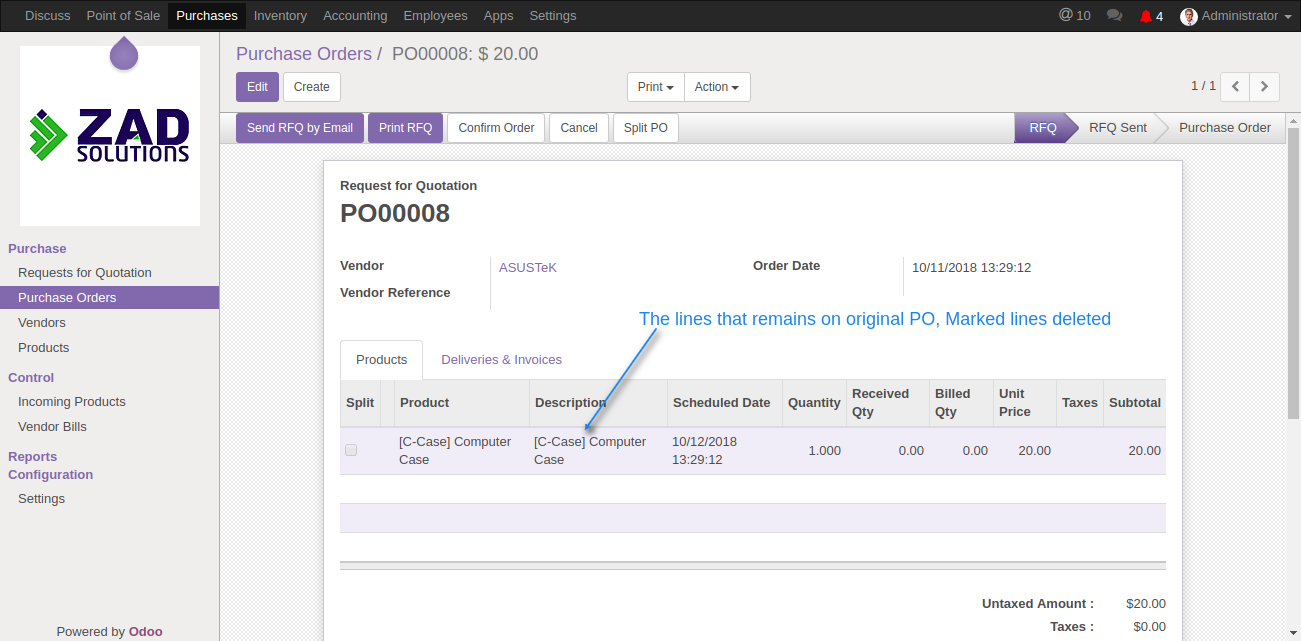 Discuss Point of Sale Purchases Inventory Accounting Employees Apps Settings @ 10 4 Administrator
ZAD
SOLUTIONS
Purchase
Requests for Quotation
Purchase Orders
Vendors
Products
Control
Incoming Products
Vendor Bills
Reports
Configuration
Settings
Powered by Odoo
Purchase Orders / PO00008: $ 20.00
Edit Create Print Action 1 / 1
Send RFQ by Email Print RFQ Confirm Order Cancel Split PO RFQ RFQ Sent Purchase Order
Request for Quotation
PO00008
Vendor ASUSTeK Order Date 10/11/2018 13:29:12
Vendor Reference
The lines that remains on original PO, Marked lines deleted
Products Deliveries & Invoices
Split Product Description Scheduled Date Quantity Received Qty Billed Qty Unit Price Taxes Subtotal
[C-Case] Computer Case [C-Case] Computer Case 10/12/2018 13:29:12 1.000 0.00 0.00 20.00 20.00
Untaxed Amount : $20.00
Taxes : $0.00